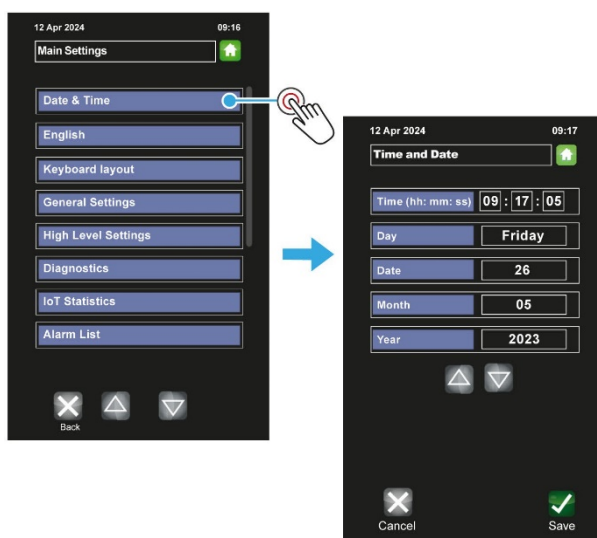 12 Apr 2024 09:16
Main Settings
Date & Time
English
Keyboard layout
General Settings
High Level Settings
Diagnostics
IoT Statistics
Alarm List
Back
12 Apr 2024 09:17
Time and Date
Time (hh: mm: ss) 09 : 17 : 05
Day Friday
Date 26
Month 05
Year 2023
Cancel Save